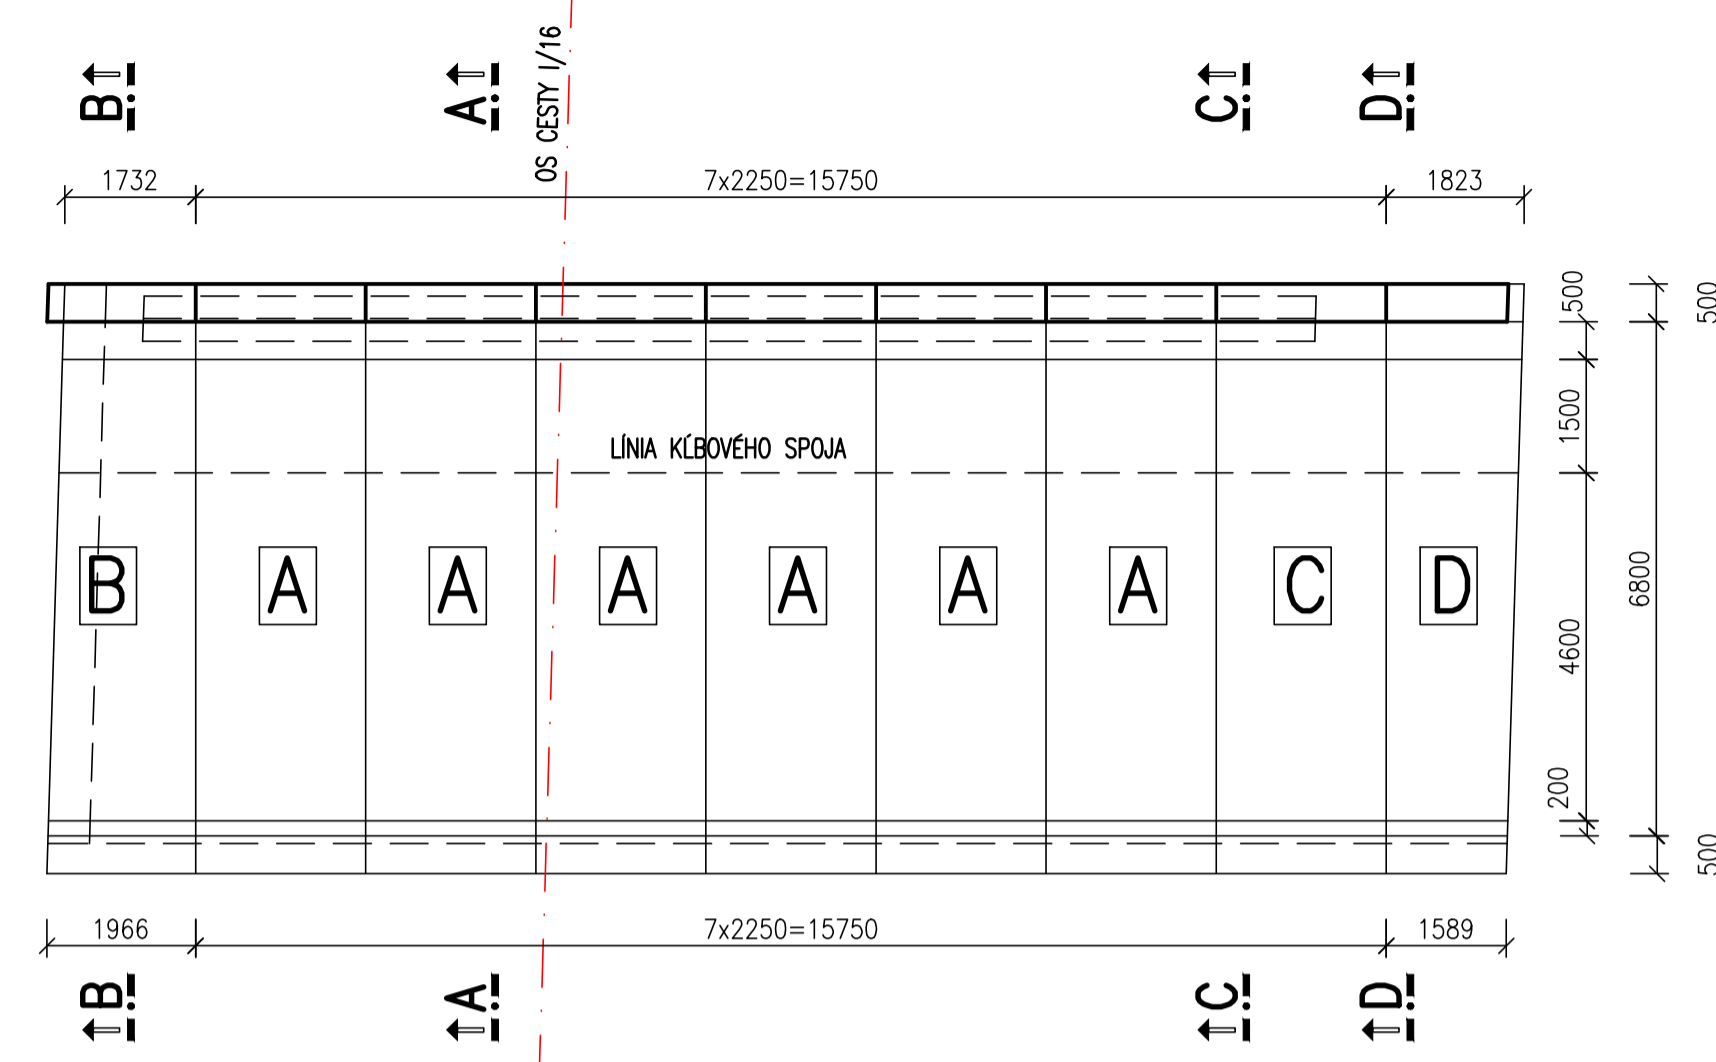 B
A
OS CESTY I/16
C
D
1732
7x2250=15750
1823
500
500
1500
LÍNIA KĹBOVÉHO SPOJA
B
A
A
A
A
A
A
C
D
6800
4600
200
500
1966
7x2250=15750
1589
B
A
C
D